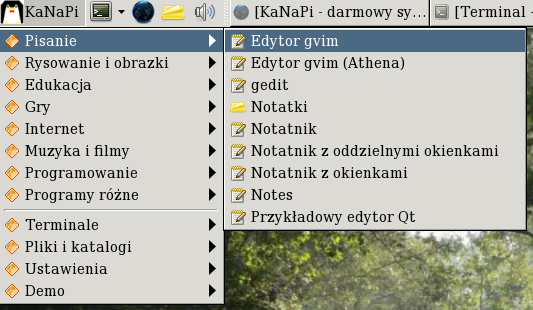 KaNaPi
[KaNaPi - darmowy sy...
[Terminal -
Pisanie
Rysowanie i obrazki
Edukacja
Gry
Internet
Muzyka i filmy
Programowanie
Programy różne
Terminale
Pliki i katalogi
Ustawienia
Demo
Edytor gvim
Edytor gvim (Athena)
gedit
Notatki
Notatnik
Notatnik z oddzielnymi okienkami
Notatnik z okienkami
Notes
Przykładowy edytor Qt